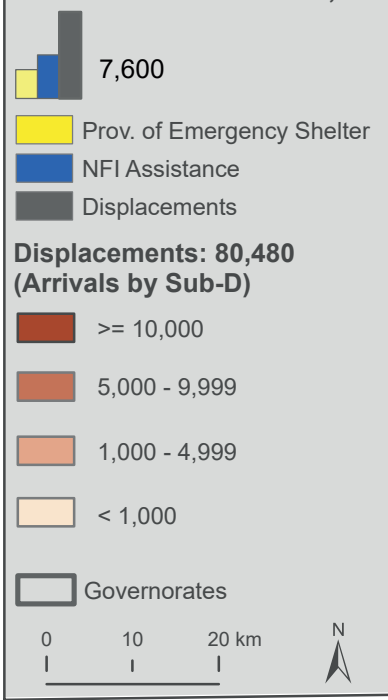 7,600
Prov. of Emergency Shelter
NFI Assistance
Displacements
Displacements: 80,480
(Arrivals by Sub-D)
>= 10,000
5,000 - 9,999
1,000 - 4,999
< 1,000
Governorates
0 10 20 km
N